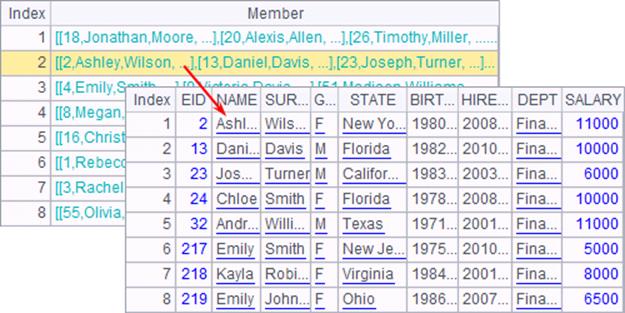 Index Member
1 [[18,Jonathan,Moore, ...],[20,Alexis,Allen, ...],[26,Timothy,Miller, ......
2 [[2,Ashley,Wilson, ...],[13,Daniel,Davis, ...],[23,Joseph,Turner, ...]...
3 [[4,Emily,Smith, ...],[9,Victoria,Davis, ...],[51,Madison,Williams,
4 [[8,Megan,
5 [[16,Christ
6 [[1,Rebecc
7 [[3,Rachel
8 [[55,Olivia,
Index EID NAME SUR... G... STATE BIRT... HIRE... DEPT SALARY
1 2 Ashl... Wils... F New Yo... 1980... 2008... Fina... 11000
2 13 Dani... Davis M Florida 1982... 2010... Fina... 10000
3 23 Jos... Turner M Califor... 1983... 2003... Fina... 6000
4 24 Chloe Smith F Florida 1978... 2008... Fina... 10000
5 32 Andr... Willi... M Texas 1971... 2001... Fina... 11000
6 217 Emily Smith F New Je... 1975... 2010... Fina... 5000
7 218 Kayla Robi... F Virginia 1984... 2001... Fina... 8000
8 219 Emily John... F Ohio 1986... 2007... Fina... 6500